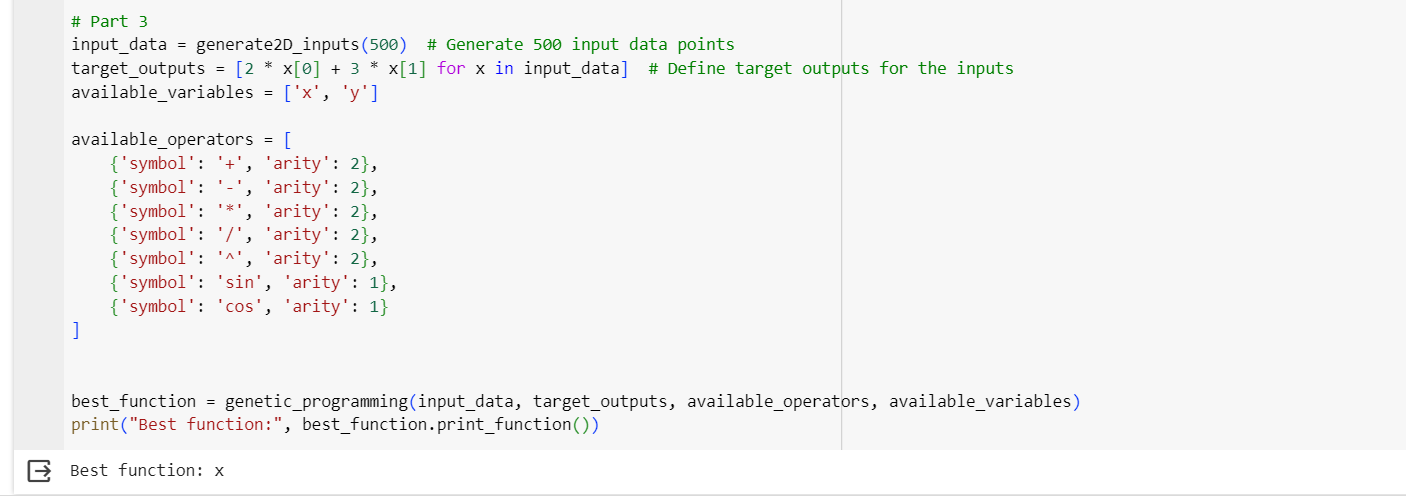 # Part 3
input_data = generate2D_inputs(500)  # Generate 500 input data points
target_outputs = [2 * x[0] + 3 * x[1] for x in input_data]  # Define target outputs for the inputs
available_variables = ['x', 'y']
available_operators = [
    {'symbol': '+', 'arity': 2},
    {'symbol': '-', 'arity': 2},
    {'symbol': '*', 'arity': 2},
    {'symbol': '/', 'arity': 2},
    {'symbol': '^', 'arity': 2},
    {'symbol': 'sin', 'arity': 1},
    {'symbol': 'cos', 'arity': 1}
]
best_function = genetic_programming(input_data, target_outputs, available_operators, available_variables)
print("Best function:", best_function.print_function())
Best function: x